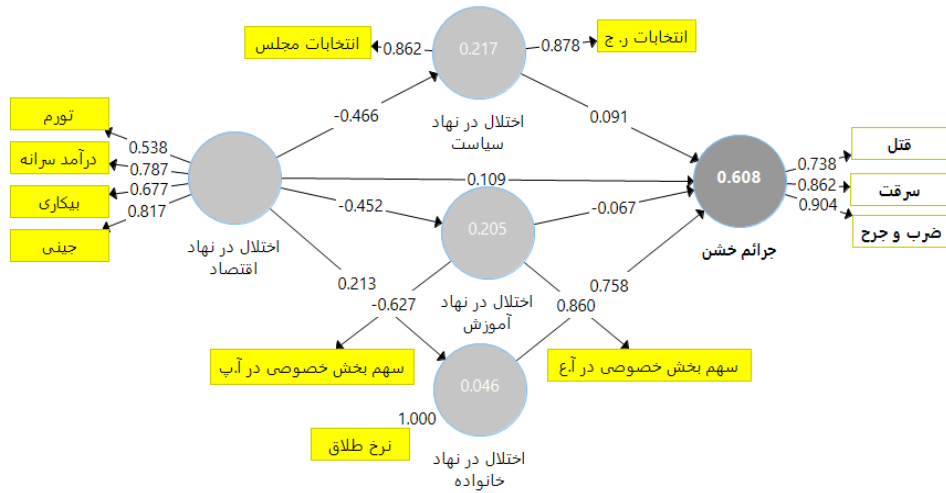 انتخابات ر. ج
0.878
0.217
0.862
انتخابات مجلس
اختلال در نهاد
سیاست
-0.466
0.091
تورم
0.538
درآمد سرانه
0.787
بیکاری
0.677
جینی
0.817
اختلال در نهاد
اقتصاد
0.109
-0.452
0.213
0.205
-0.067
اختلال در نهاد
آموزش
-0.627
0.860
0.758
0.608
جرائم خشن
قتل
0.738
سرقت
0.862
ضرب و جرح
0.904
سهم بخش خصوصی در آ.ع
سهم بخش خصوصی در آ.پ
0.046
1.000
نرخ طلاق
اختلال در نهاد
خانواده